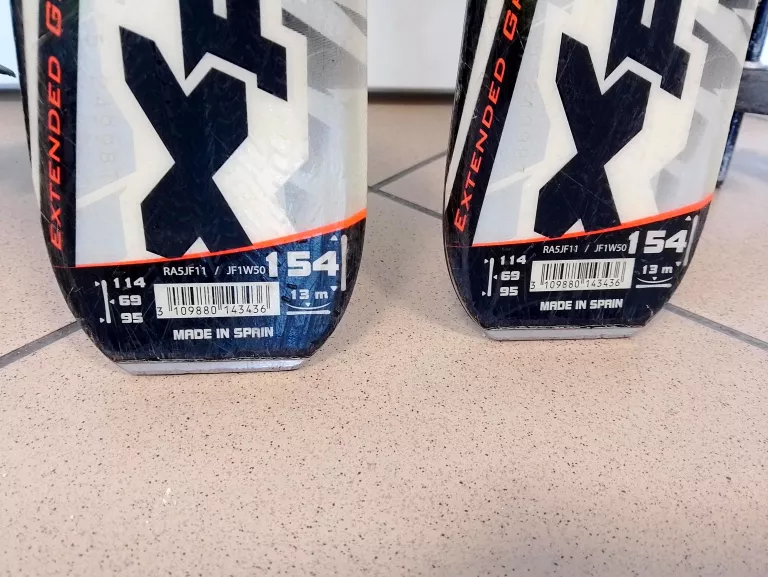 EXTENDED G
X
RA5JF11 / JF1W50
154
114
69
95
3 109880 143436
13 m
MADE IN SPAIN
EXTENDED GR
X
RA5JF11 / JF1W50
154
114
69
95
3 109880 143436
13 m
MADE IN SPAIN